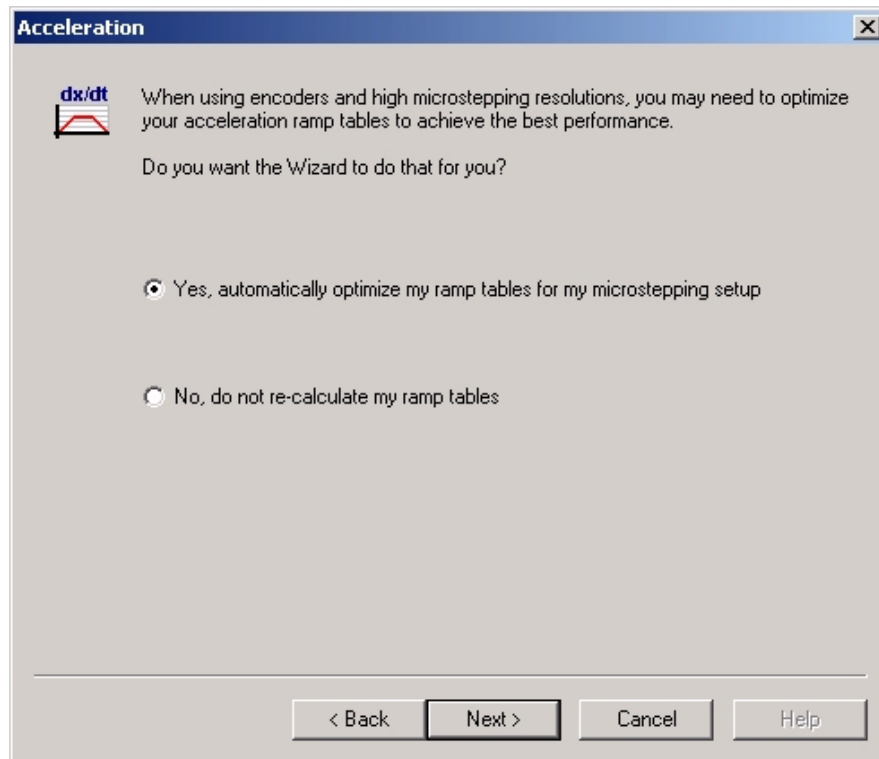 Acceleration
dx/dt
When using encoders and high microstepping resolutions, you may need to optimize
your acceleration ramp tables to achieve the best performance.
Do you want the Wizard to do that for you?
Yes, automatically optimize my ramp tables for my microstepping setup
No, do not re-calculate my ramp tables
< Back Next > Cancel Help